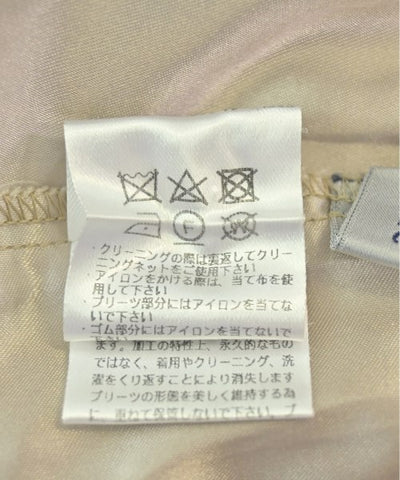 ・クリーニングの際は裏返してクリー
ニングネットをご使用下さい
・アイロンをかける際は、当て布を使
用して下さい
・プリーツ部分にはアイロンを当てな
いで下さい
・ゴム部分にはアイロンを当てないで
ます。加工の特性上、永久的なもの
ではなく、着用やクリーニング、洗
濯をくり返すことにより消失します
プリーツの形態を美しく維持する為
に、重ねて保管しないで下さい。プ